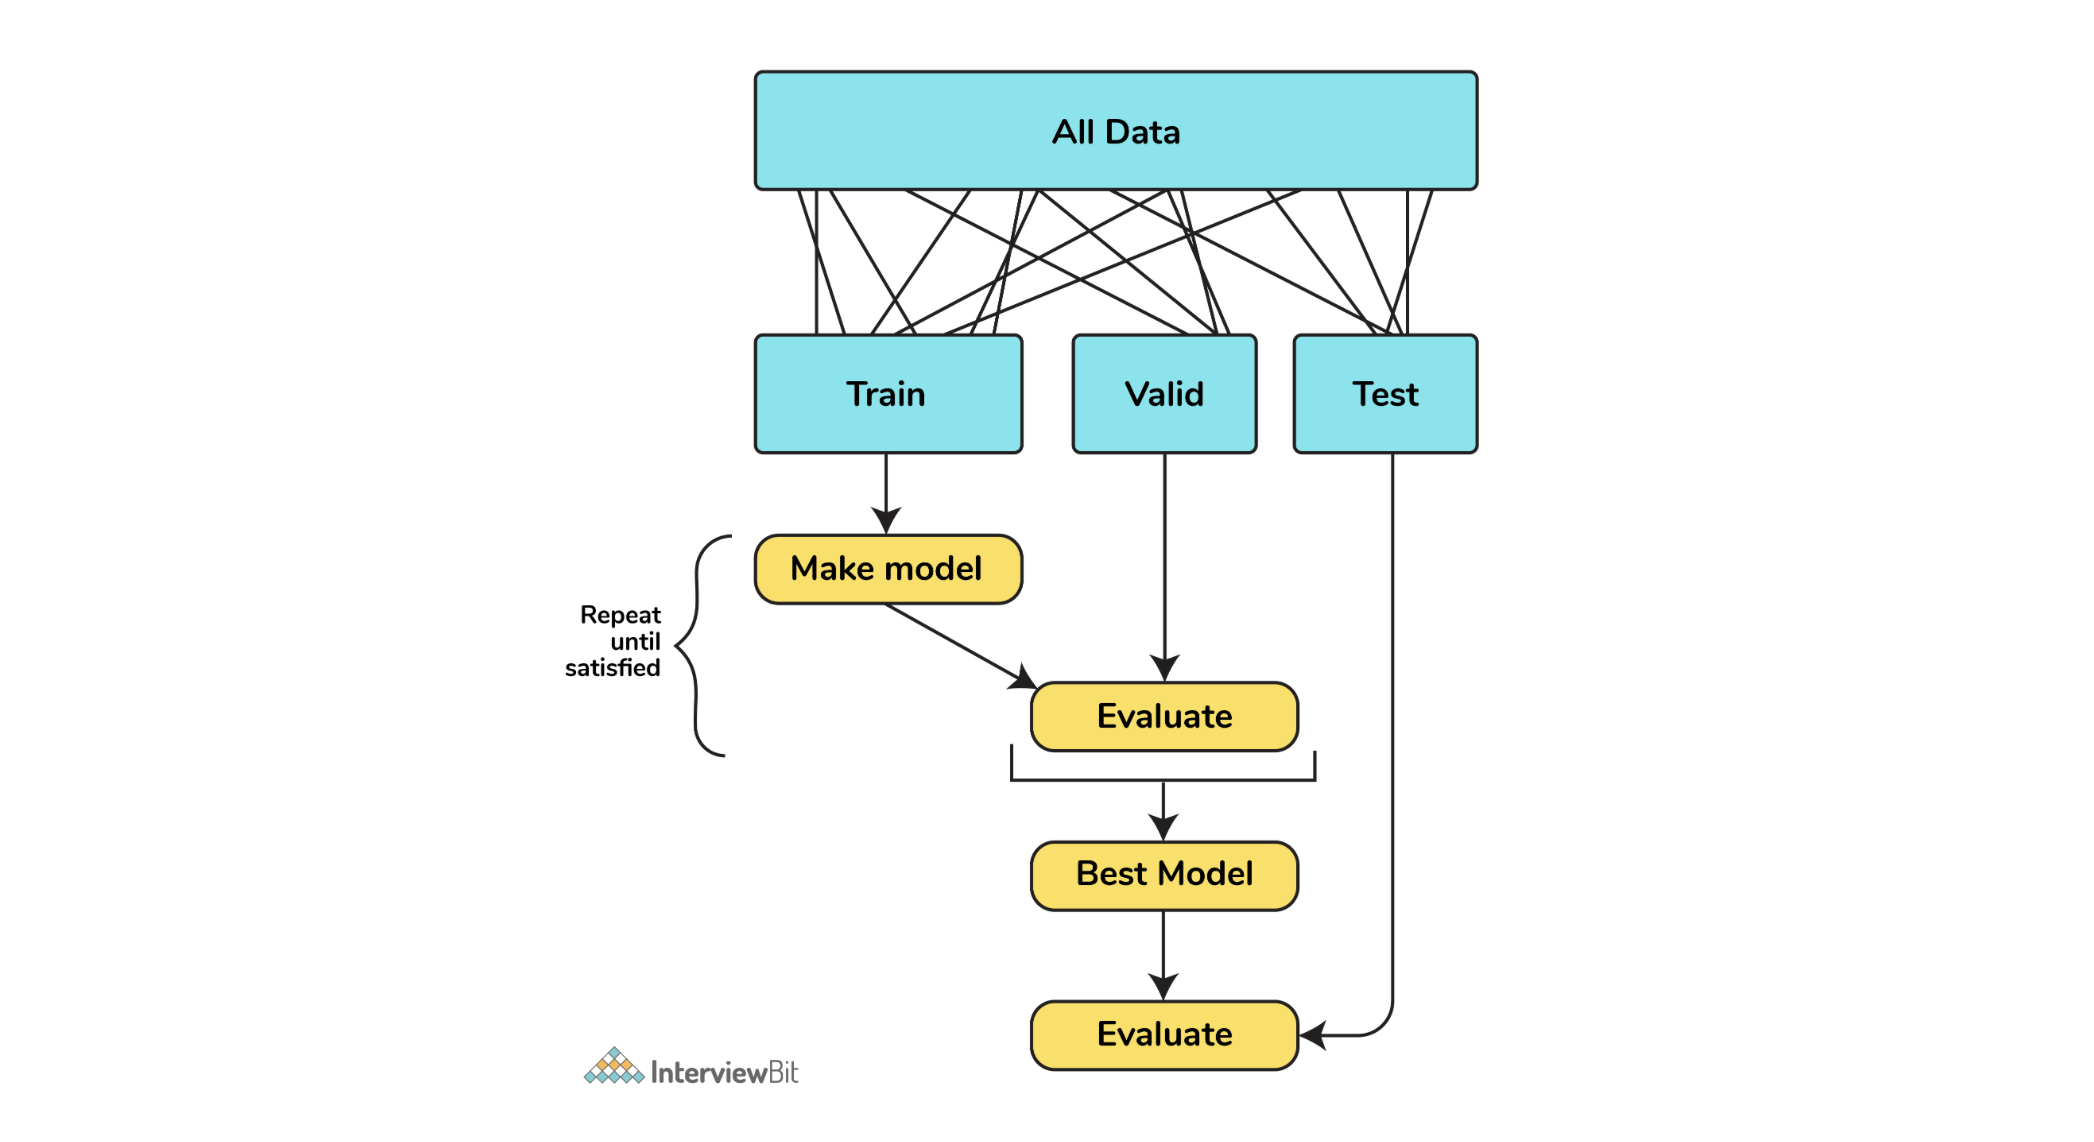 All Data
Train
Valid
Test
Make model
Repeat
until
satisfied
Evaluate
Best Model
Evaluate
InterviewBit